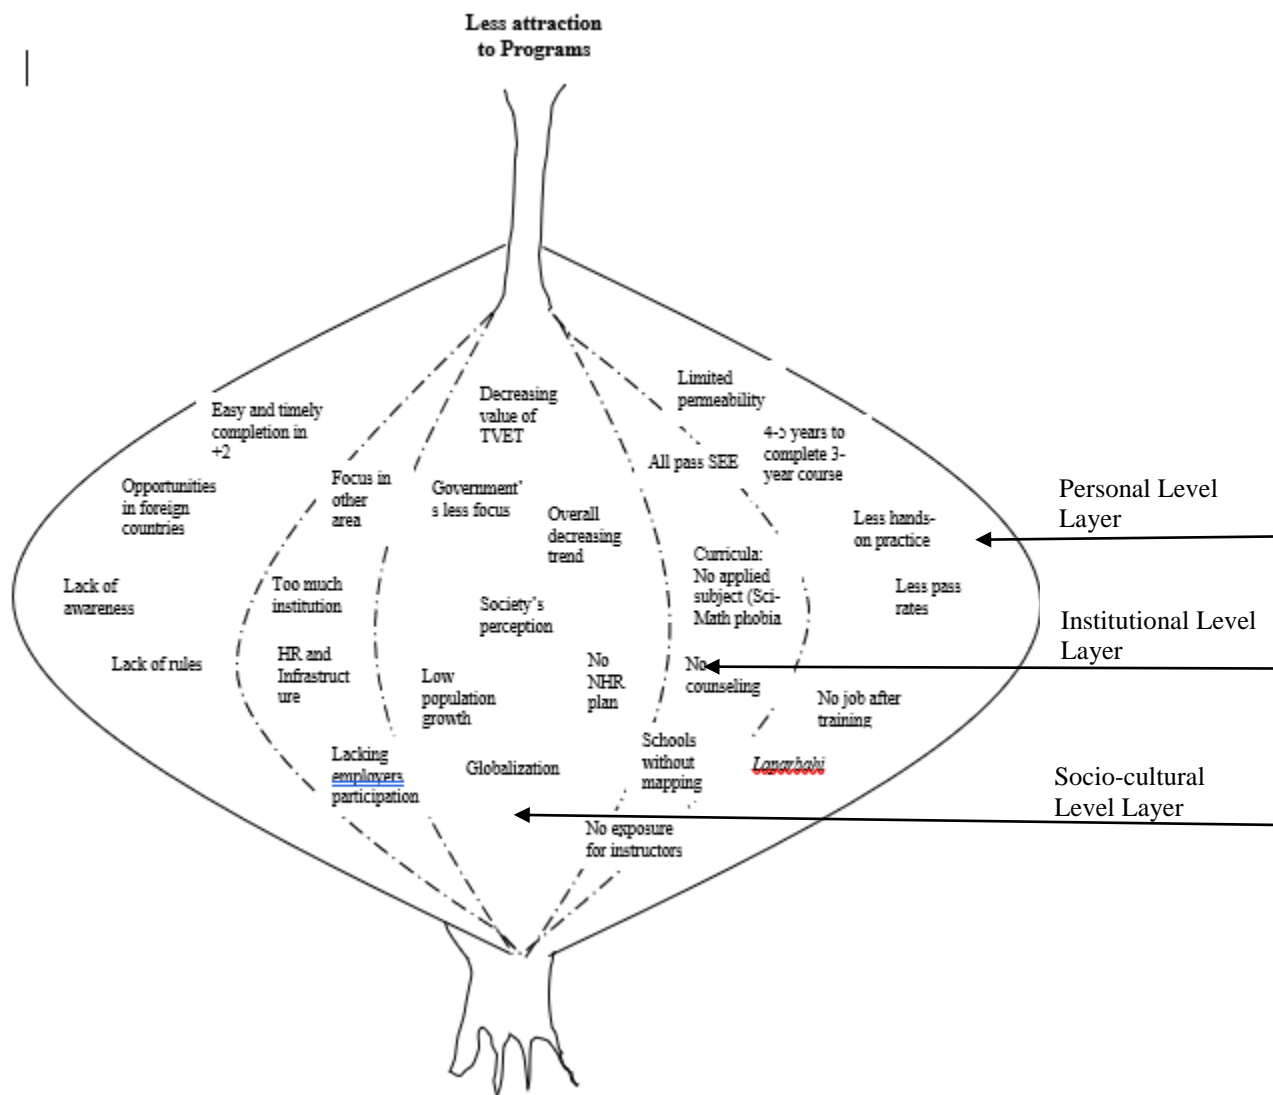 Less attraction
to Programs
Limited
permeability
Decreasing
value of
TVET
Easy and timely
completion in
+2
4-5 years to
complete 3-
year course
All pass SEE
Focus in
other
area
Opportunities
in foreign
countries
Government'
s less focus
Overall
decreasing
trend
Less hands-
on practice
Personal Level
Layer
Curricula:
No applied
subject (Sci-
Math phobia
Lack of
awareness
Too much
institution
Society's
perception
Less pass
rates
Institutional Level
Layer
Lack of rules
HR and
Infrastruct
ure
Low
population
growth
No
NHR
plan
No
counseling
No job after
training
Schools
without
mapping
Lacking
employers
participation
Globalization
Laparbahi
Socio-cultural
Level Layer
No exposure
for instructors